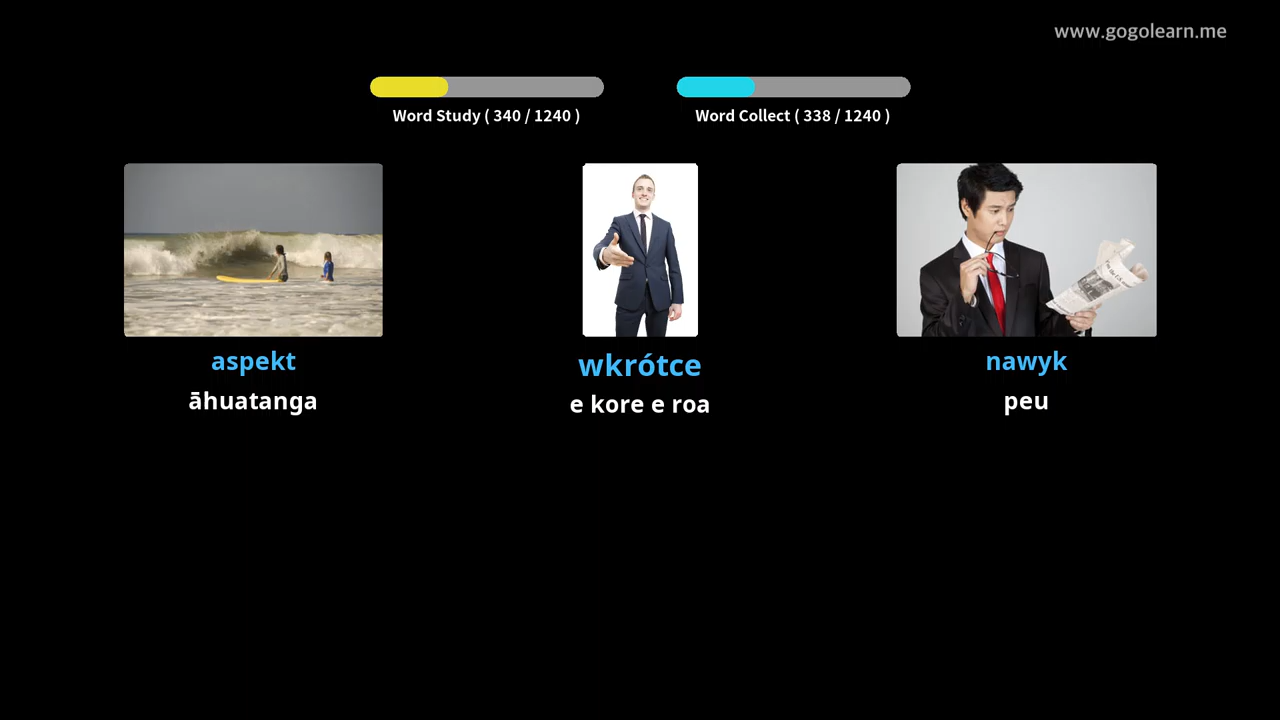 www.gogolearn.me
Word Study ( 340 / 1240 )
Word Collect ( 338 / 1240 )
aspekt
āhuatanga
wkrótce
e kore e roa
nawyk
peu